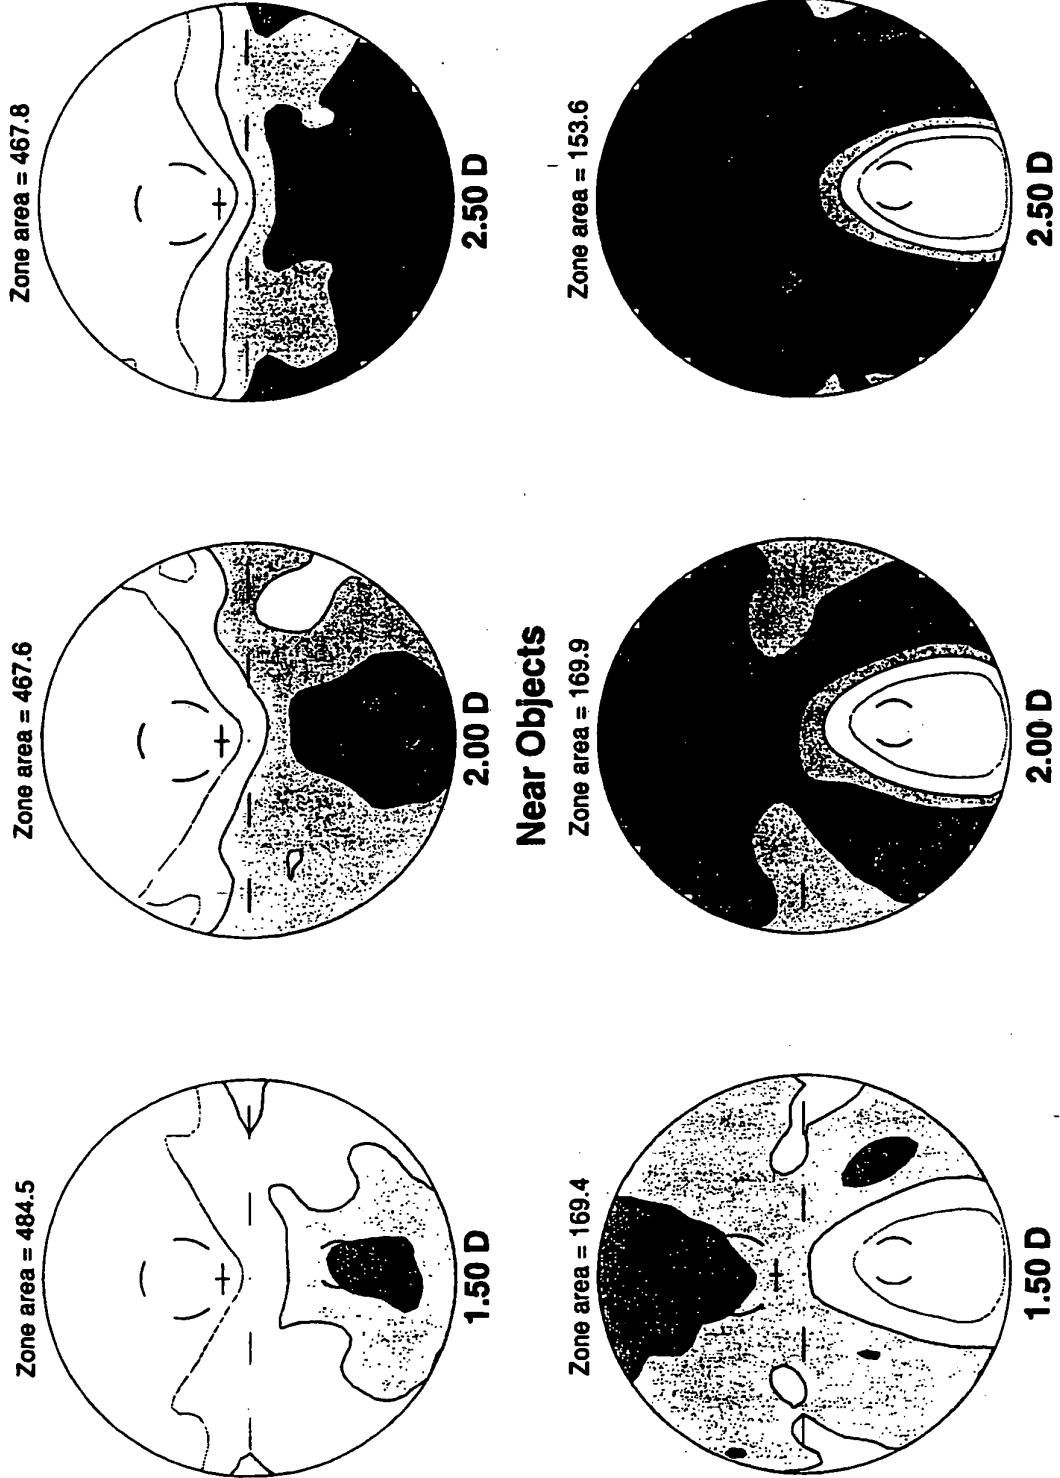 Zone area = 484.5
Zone area = 467.6
Zone area = 467.8
1.50 D
2.00 D
2.50 D
Near Objects
Zone area = 169.4
Zone area = 169.9
Zone area = 153.6
1.50 D
2.00 D
2.50 D